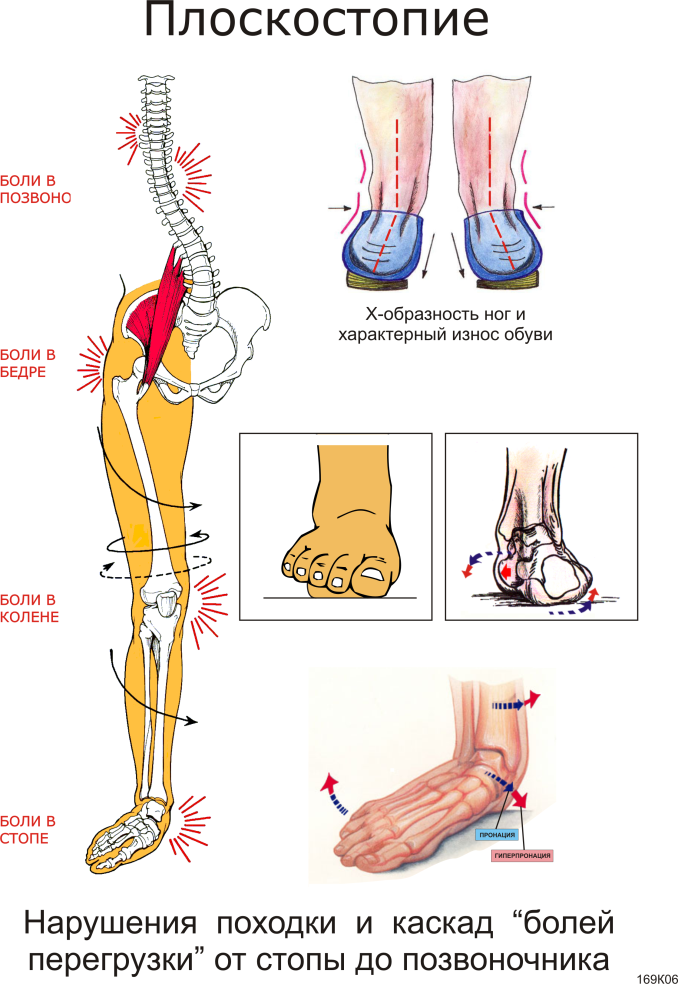 Плоскостопие
БОЛИ В
ПОЗВОНО
Х-образность ног и
характерный износ обуви
БОЛИ В
БЕДРЕ
БОЛИ В
КОЛЕНЕ
БОЛИ В
СТОПЕ
ПРОНАЦИЯ
ГИПЕРПРОНАЦИЯ
Нарушения походки и каскад “болей
перегрузки” от стопы до позвоночника
169К06